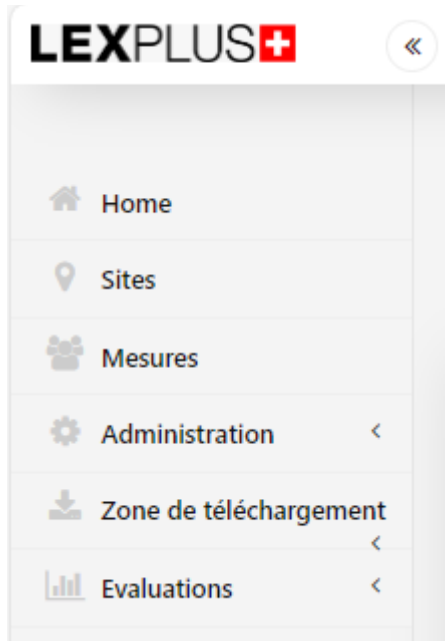 LEXPLUS
Home
Sites
Mesures
Administration
Zone de téléchargement
Evaluations